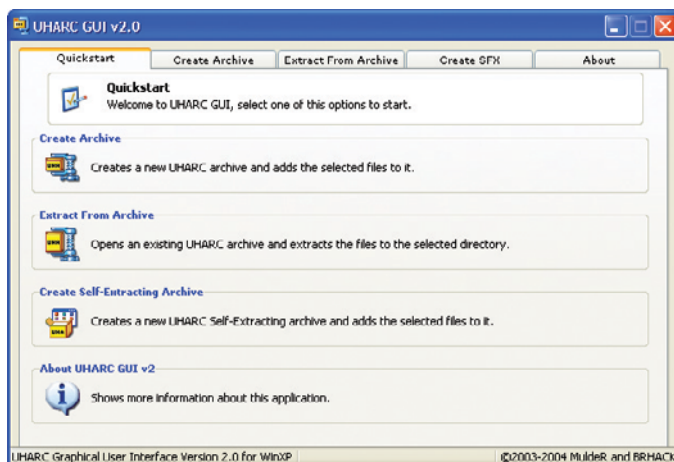 UHARC GUI v2.0
Quickstart
Create Archive
Extract From Archive
Create SFX
About
Quickstart
Welcome to UHARC GUI, select one of this options to start.
Create Archive
Creates a new UHARC archive and adds the selected files to it.
Extract From Archive
Opens an existing UHARC archive and extracts the files to the selected directory.
Create Self-Extracting Archive
Creates a new UHARC Self-Extracting archive and adds the selected files to it.
About UHARC GUI v2
Shows more information about this application.
UHARC Graphical User Interface Version 2.0 for WinXP
©2003-2004 MuldeR and BRHACK